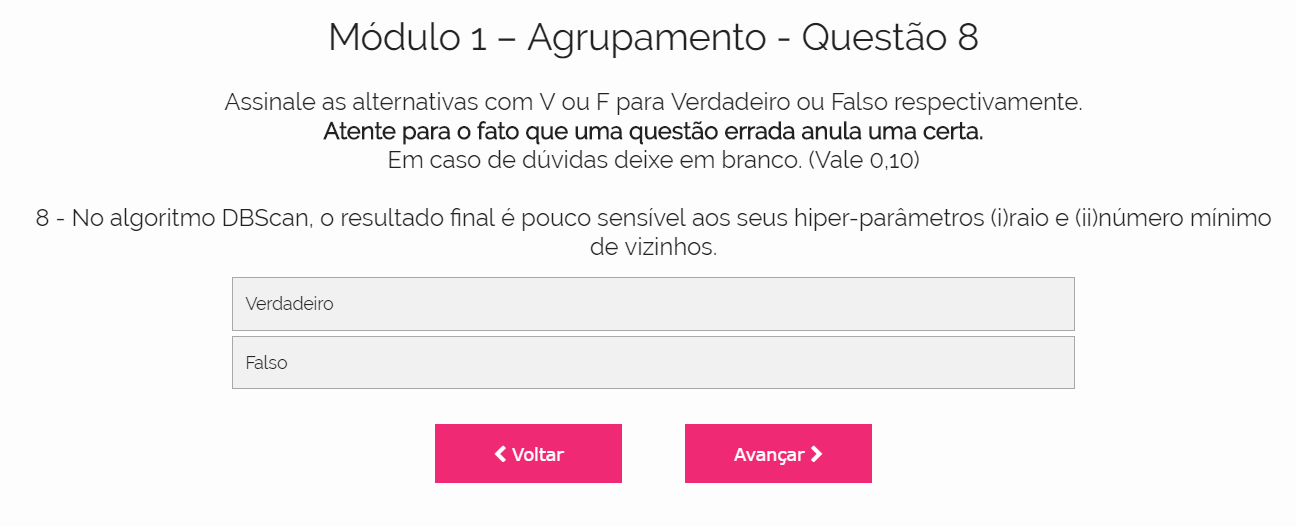 Módulo 1 – Agrupamento - Questão 8
Assinale as alternativas com V ou F para Verdadeiro ou Falso respectivamente.
Atente para o fato que uma questão errada anula uma certa.
Em caso de dúvidas deixe em branco. (Vale 0,10)
8 - No algoritmo DBScan, o resultado final é pouco sensível aos seus hiper-parâmetros (i)raio e (ii)número mínimo
de vizinhos.
Verdadeiro
Falso
Voltar
Avançar